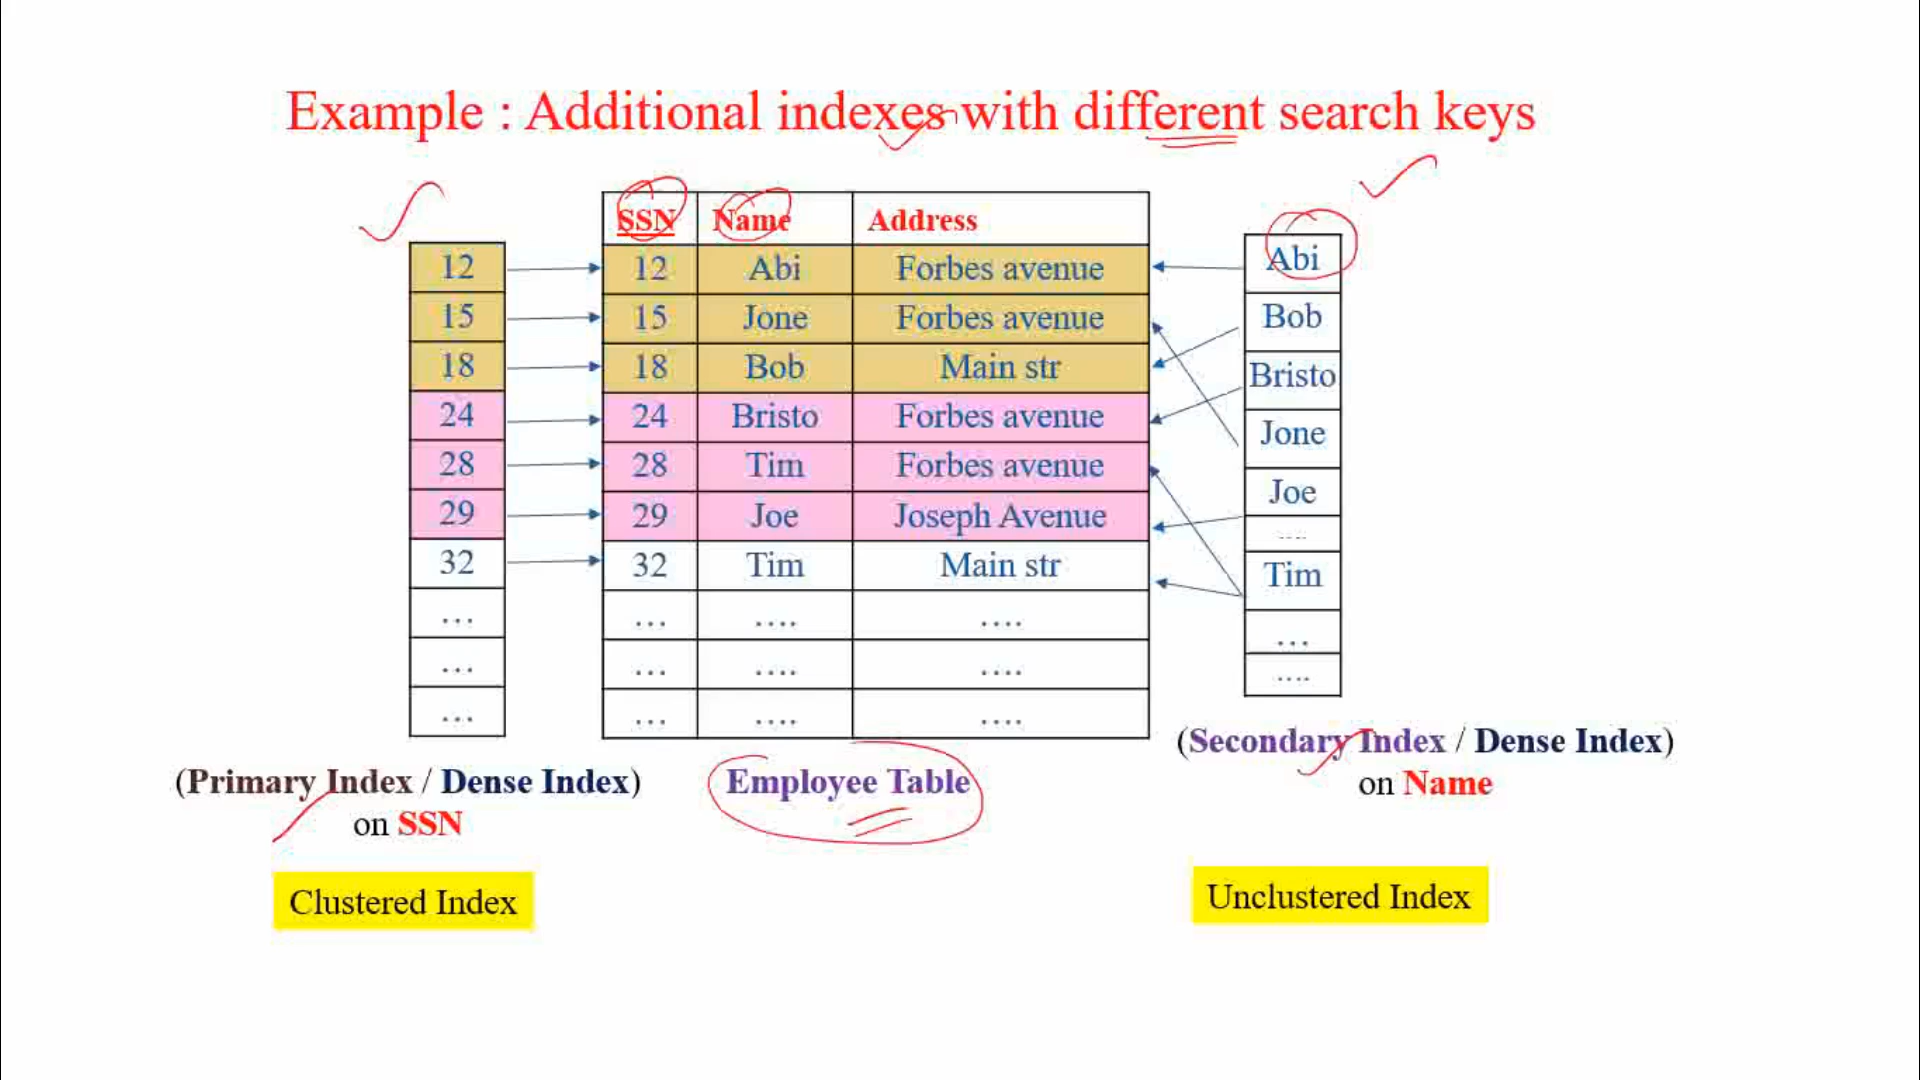 Example : Additional indexes with different search keys
SSN Name Address
12 12 Abi Forbes avenue Abi
15 15 Jone Forbes avenue Bob
18 18 Bob Main str Bristo
24 24 Bristo Forbes avenue Jone
28 28 Tim Forbes avenue Joe
29 29 Joe Joseph Avenue ....
32 32 Tim Main str Tim
... ... .... .... ...
... ... .... .... ....
... ... .... ....
(Primary Index / Dense Index)
on SSN
Employee Table
(Secondary Index / Dense Index)
on Name
Clustered Index
Unclustered Index